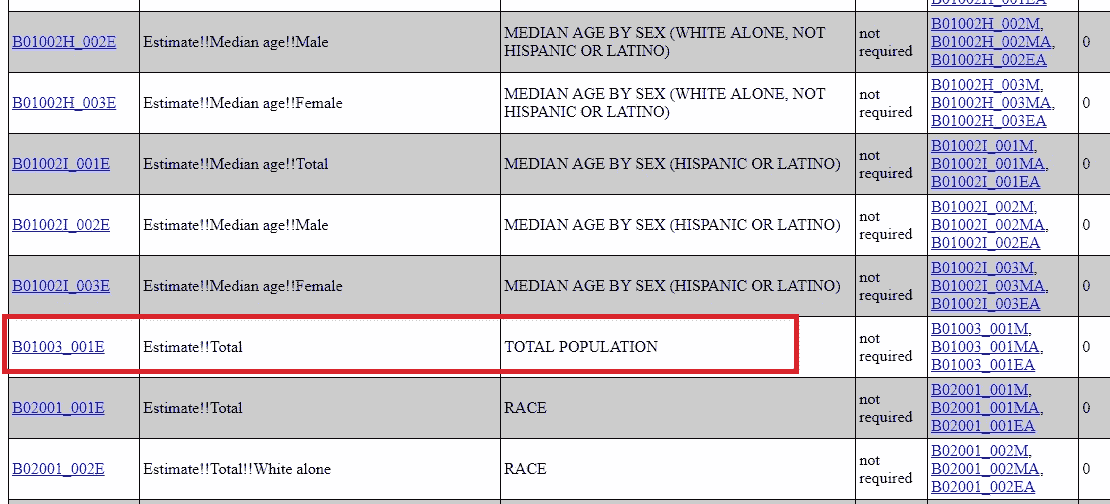 B01001_001EA
B01002H_002E Estimate!!Median age!!Male MEDIAN AGE BY SEX (WHITE ALONE, NOT HISPANIC OR LATINO) not required B01002H_002M, B01002H_002MA, B01002H_002EA 0
B01002H_003E Estimate!!Median age!!Female MEDIAN AGE BY SEX (WHITE ALONE, NOT HISPANIC OR LATINO) not required B01002H_003M, B01002H_003MA, B01002H_003EA 0
B01002I_001E Estimate!!Median age!!Total MEDIAN AGE BY SEX (HISPANIC OR LATINO) not required B01002I_001M, B01002I_001MA, B01002I_001EA 0
B01002I_002E Estimate!!Median age!!Male MEDIAN AGE BY SEX (HISPANIC OR LATINO) not required B01002I_002M, B01002I_002MA, B01002I_002EA 0
B01002I_003E Estimate!!Median age!!Female MEDIAN AGE BY SEX (HISPANIC OR LATINO) not required B01002I_003M, B01002I_003MA, B01002I_003EA 0
B01003_001E Estimate!!Total TOTAL POPULATION not required B01003_001M, B01003_001MA, B01003_001EA 0
B02001_001E Estimate!!Total RACE not required B02001_001M, B02001_001MA, B02001_001EA 0
B02001_002E Estimate!!Total!!White alone RACE not required B02001_002M, B02001_002MA, B02001_002EA 0